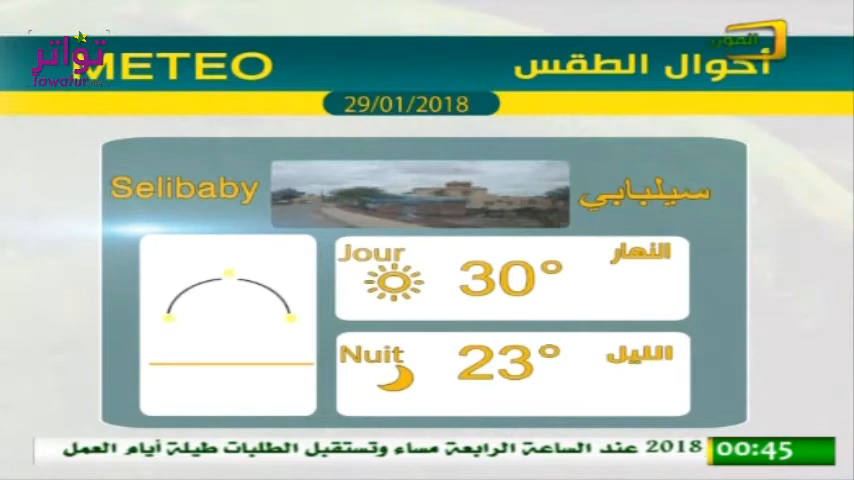 تواتر
Tawatur
METEO
أحوال الطقس
29/01/2018
Selibaby
سيلبابي
Jour
30°
النهار
Nuit
23°
الليل
2018 عند الساعة الرابعة مساء وتستقبل الطلبات طيلة أيام العمل
00:45